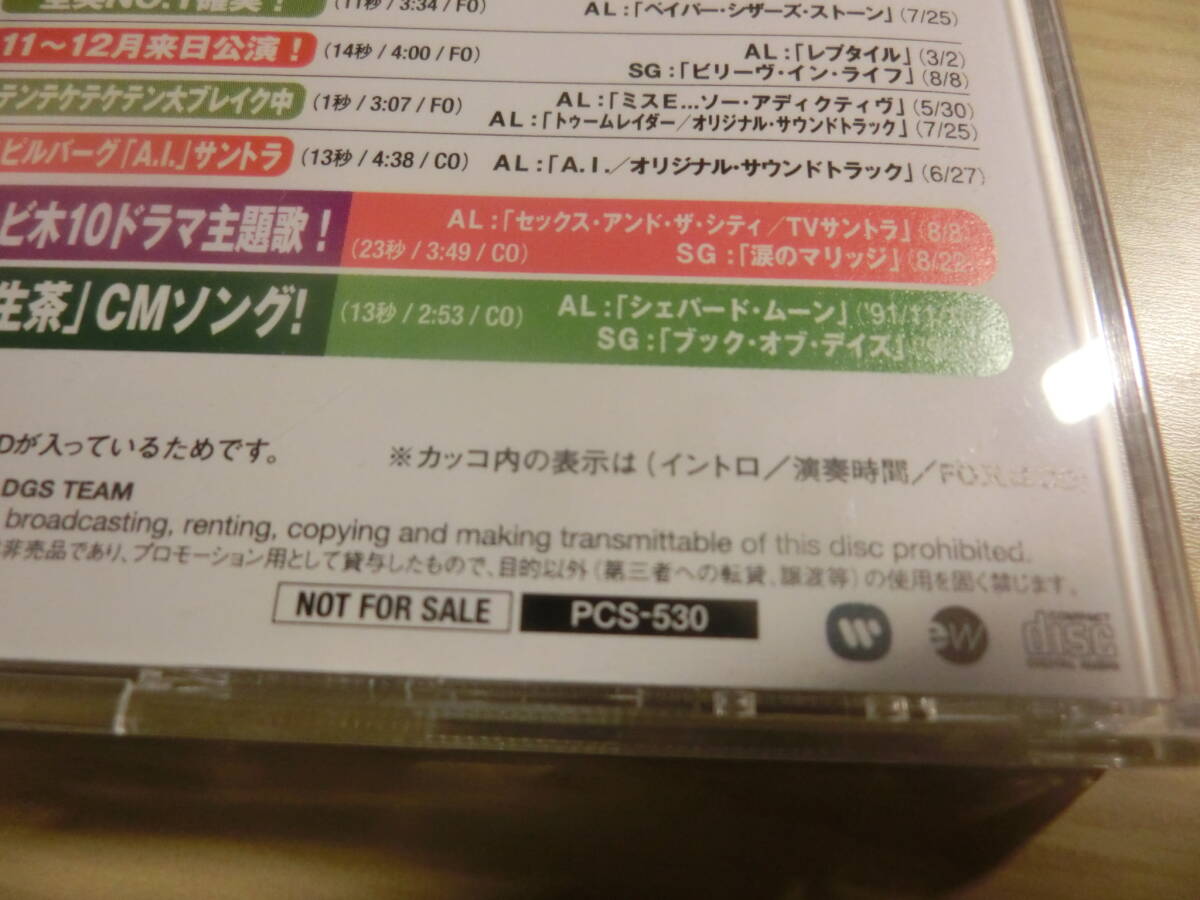 全英NO.1確実！ (11秒 / 3:34 / FO) AL：「ペイパー・シザーズ・ストーン」(7/25)
11～12月来日公演！ (14秒 / 4:00 / FO) AL：「レプタイル」(3/2)
SG：「ビリーヴ・イン・ライフ」(8/8)
テンテケテケテン大ブレイク中 (1秒 / 3:07 / FO) AL：「ミスE...ソー・アディクティヴ」(5/30)
AL：「トゥームレイダー／オリジナル・サウンドトラック」(7/25)
ピルバーグ「A.I.」サントラ (13秒 / 4:38 / CO) AL：「A.I.／オリジナル・サウンドトラック」(6/27)
ビ木10ドラマ主題歌！ (23秒 / 3:49 / CO) AL：「セックス・アンド・ザ・シティ／TVサントラ」(8/8)
SG：「涙のマリッジ」(8/22)
生茶」CMソング! (13秒 / 2:53 / CO) AL：「シェパード・ムーン」('91/11/
SG：「ブック・オブ・デイズ」
Dが入っているためです。
※カッコ内の表示は（イントロ／演奏時間／FO
DGS TEAM
broadcasting, renting, copying and making transmittable of this disc prohibited.
非売品であり、プロモーション用として貸与したもので、目的以外（第三者への転貸、譲渡等）の使用を固く禁じます。
NOT FOR SALE PCS-530
W ew COMPACT disc DIGITAL AUDIO